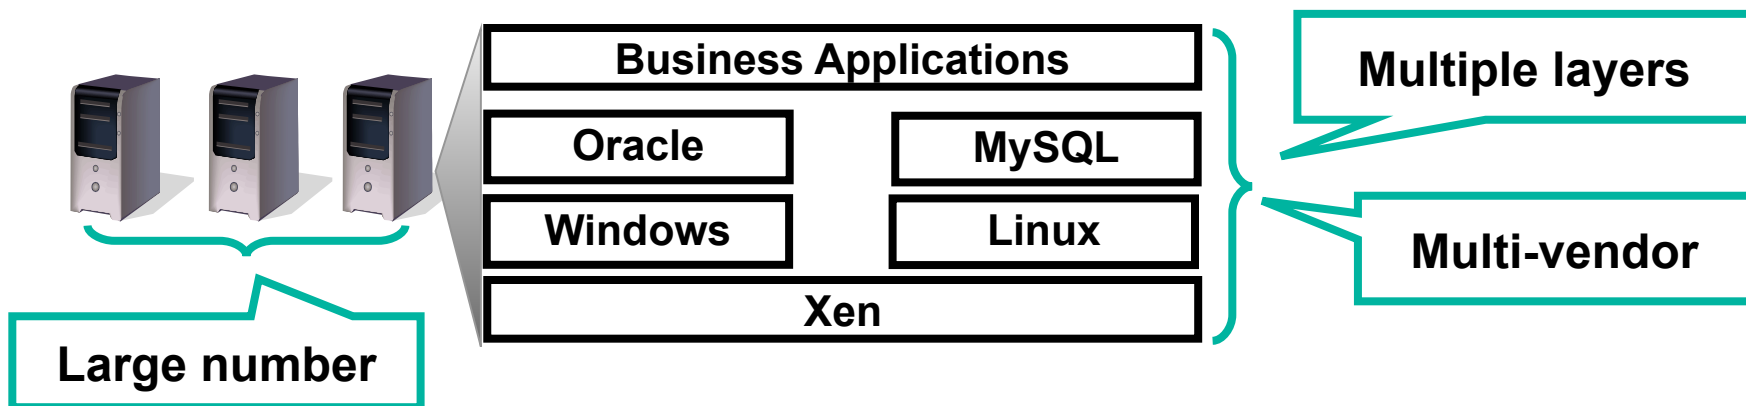 Business Applications
Oracle
MySQL
Windows
Linux
Xen
Multiple layers
Multi-vendor
Large number